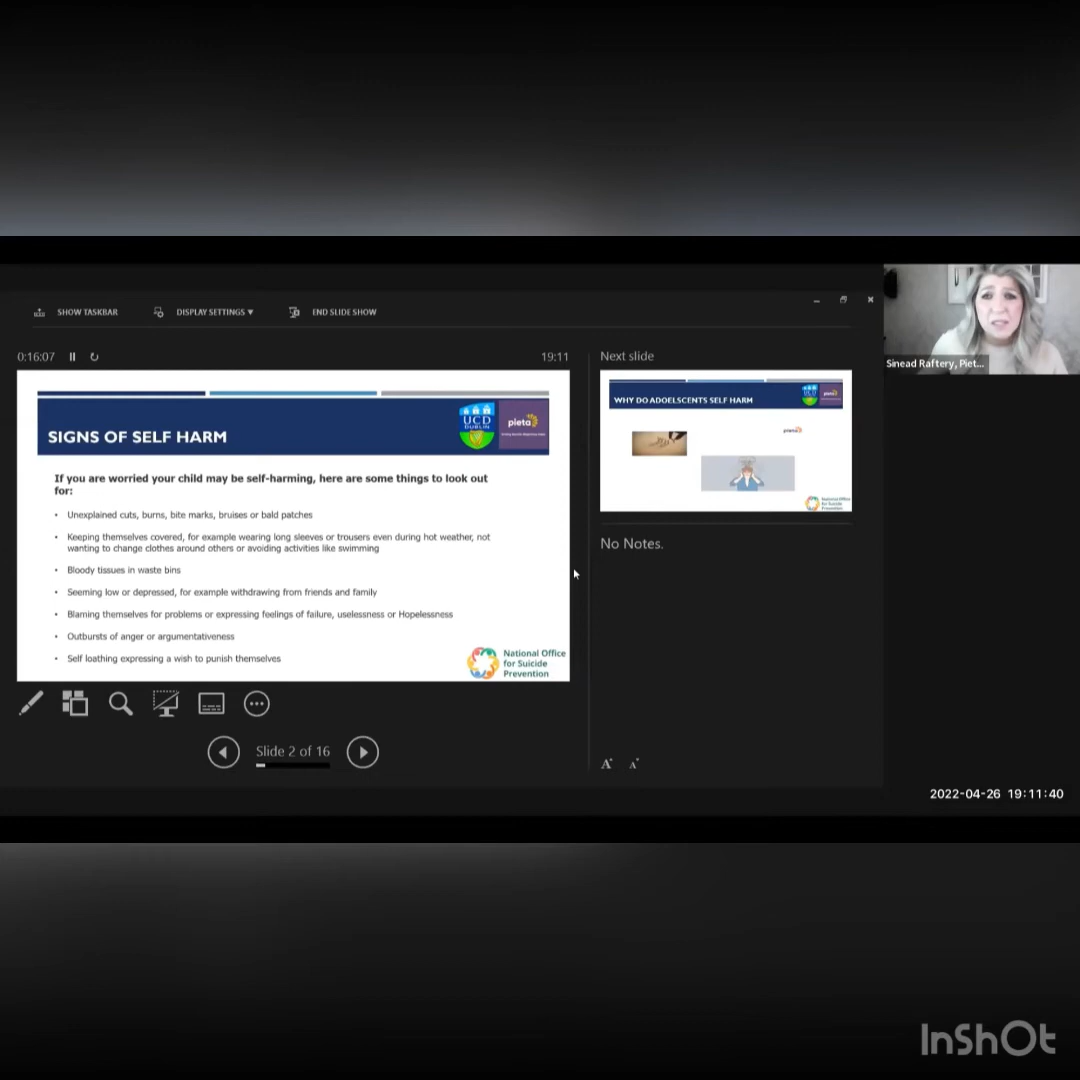 SHOW TASKBAR
DISPLAY SETTINGS ▾
END SLIDE SHOW
0:16:07
19:11
Next slide
Sinead Raftery, Piet...
UCD
DUBLIN
pieta
SIGNS OF SELF HARM
If you are worried your child may be self-harming, here are some things to look out
for:
• Unexplained cuts, burns, bite marks, bruises or bald patches
• Keeping themselves covered, for example wearing long sleeves or trousers even during hot weather, not
wanting to change clothes around others or avoiding activities like swimming
• Bloody tissues in waste bins
• Seeming low or depressed, for example withdrawing from friends and family
• Blaming themselves for problems or expressing feelings of failure, uselessness or Hopelessness
• Outbursts of anger or argumentativeness
• Self loathing expressing a wish to punish themselves
National Office
for Suicide
Prevention
WHY DO ADOELSCENTS SELF HARM
pieta
National Office
for Suicide
Prevention
No Notes.
Slide 2 of 16
A A
2022-04-26 19:11:40
InShOt